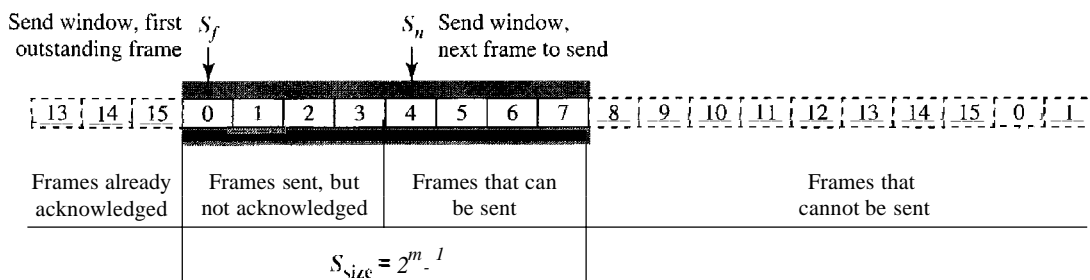 Send window, first
outstanding frame
S_f
S_n
Send window,
next frame to send
13 14 15 0 1 2 3 4 5 6 7 8 9 10 11 12 13 14 15 0 1
Frames already
acknowledged
Frames sent, but
not acknowledged
Frames that can
be sent
Frames that
cannot be sent
S_size = 2^m - 1